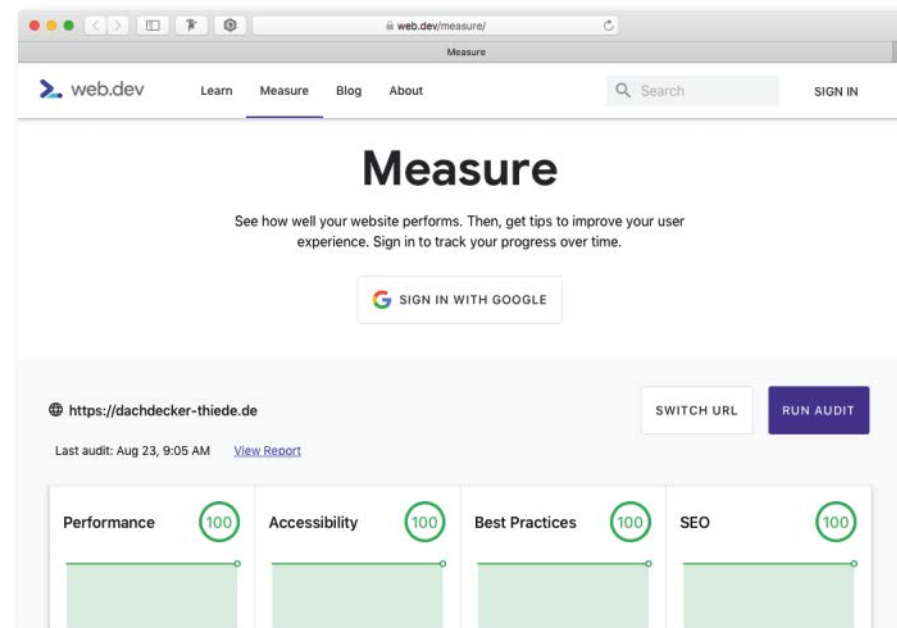 web.dev/measure/
Measure
web.dev Learn Measure Blog About Search SIGN IN
Measure
See how well your website performs. Then, get tips to improve your user
experience. Sign in to track your progress over time.
SIGN IN WITH GOOGLE
https://dachdecker-thiede.de SWITCH URL RUN AUDIT
Last audit: Aug 23, 9:05 AM View Report
Performance 100 Accessibility 100 Best Practices 100 SEO 100